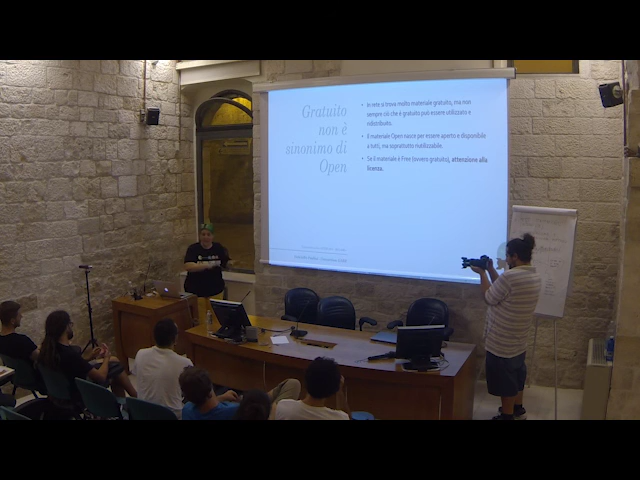 Gratuito
non è
sinonimo di
Open
• In rete si trova molto materiale gratuito, ma non
sempre ciò che è gratuito può essere utilizzato e
ridistribuito.
• Il materiale Open nasce per essere aperto e disponibile
a tutti, ma soprattutto riutilizzabile.
• Se il materiale è Free (ovvero gratuito), attenzione alla
licenza.